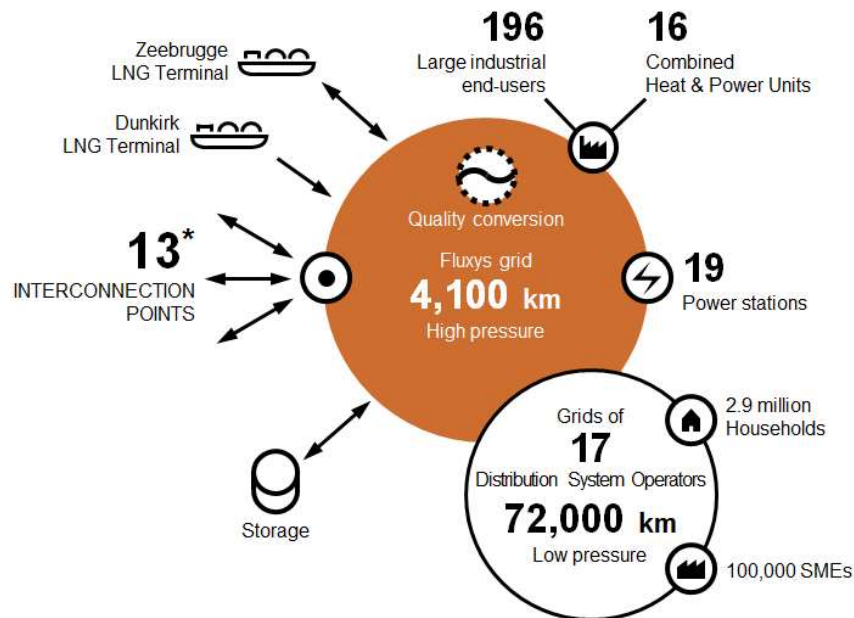 Zeebrugge
LNG Terminal
Dunkirk
LNG Terminal
13*
INTERCONNECTION
POINTS
Storage
196
Large industrial
end-users
16
Combined
Heat & Power Units
Quality conversion
Fluxys grid
4,100 km
High pressure
19
Power stations
Grids of
17
Distribution System Operators
72,000 km
Low pressure
2.9 million
Households
100,000 SMEs